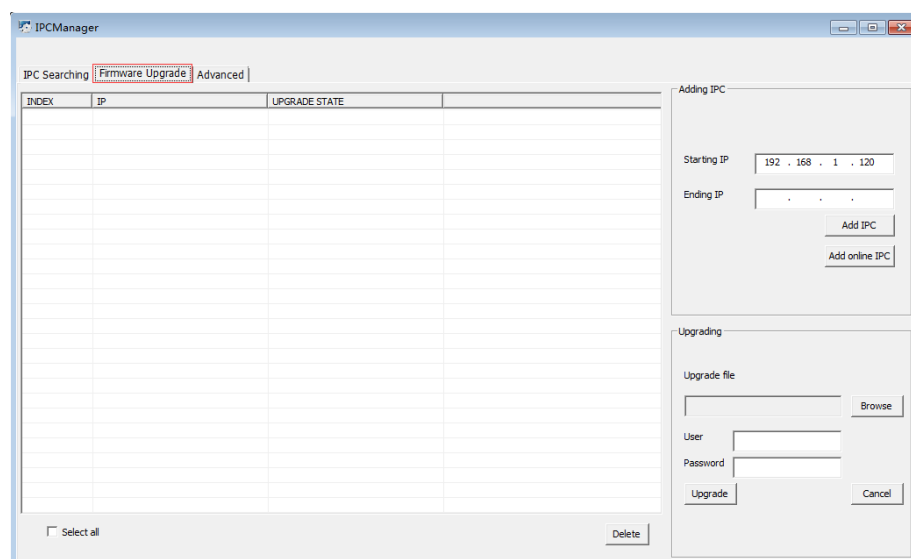 IPCManager
IPC Searching Firmware Upgrade Advanced
INDEX IP UPGRADE STATE
Adding IPC
Starting IP 192 . 168 . 1 . 120
Ending IP . . .
Add IPC
Add online IPC
Upgrading
Upgrade file
Browse
User
Password
Upgrade Cancel
Select all Delete